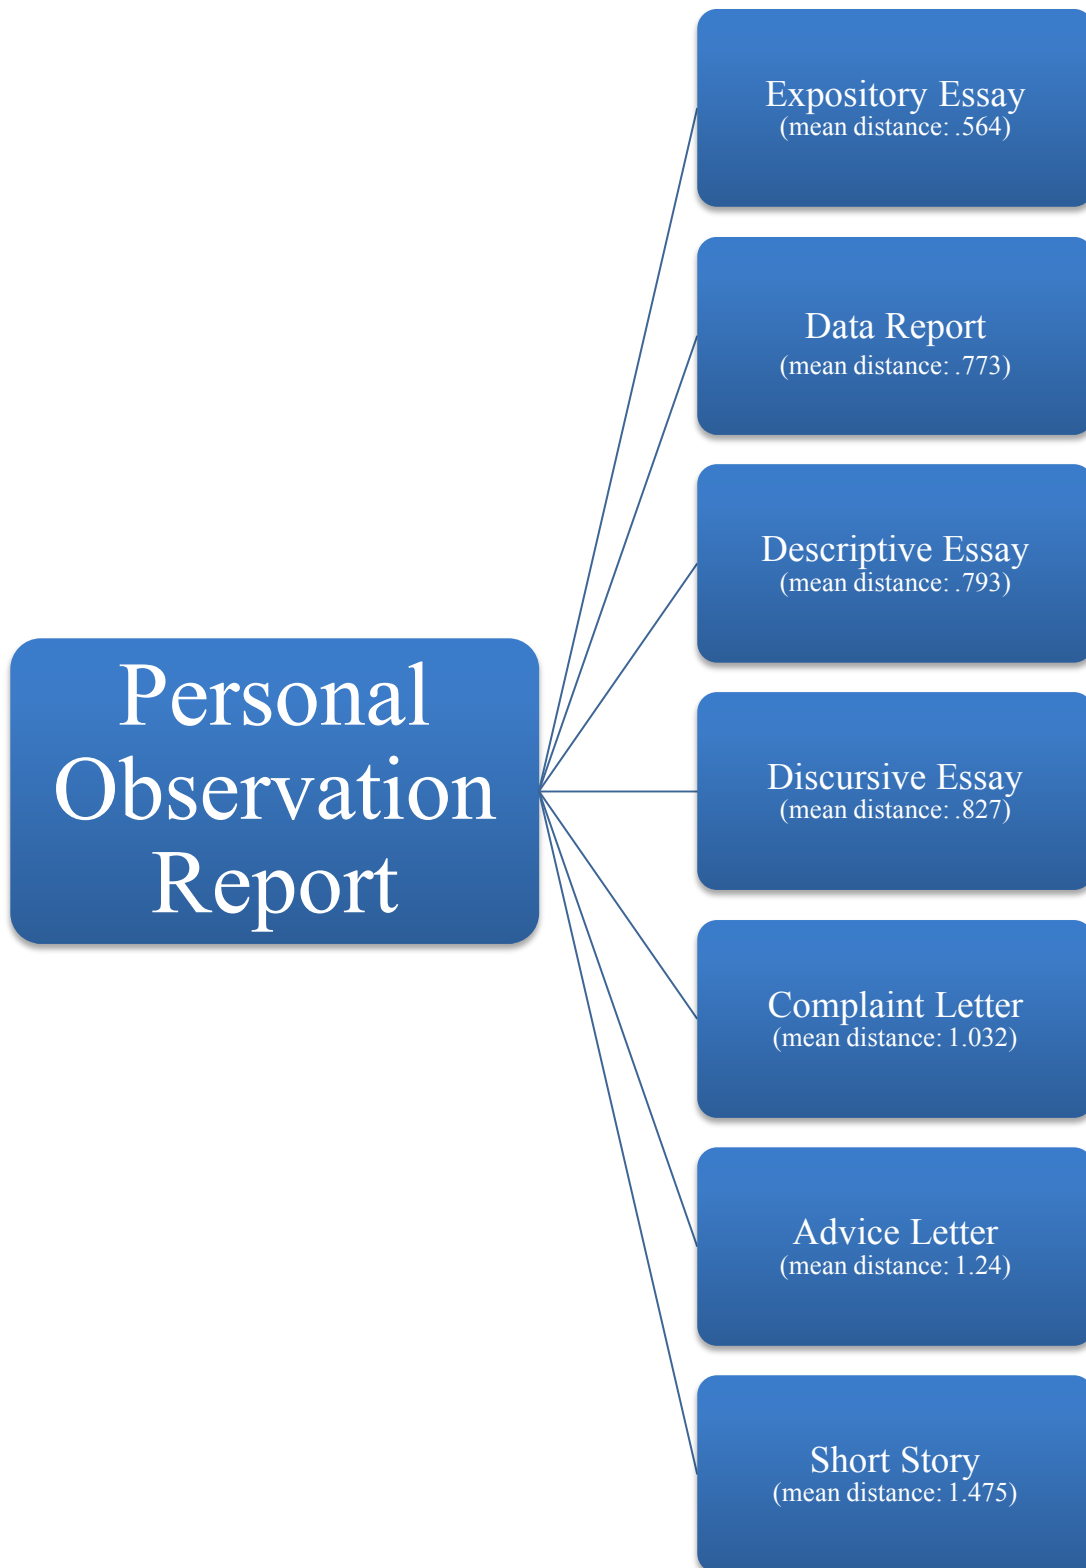 Personal
Observation
Report
Expository Essay
(mean distance: .564)
Data Report
(mean distance: .773)
Descriptive Essay
(mean distance: .793)
Discursive Essay
(mean distance: .827)
Complaint Letter
(mean distance: 1.032)
Advice Letter
(mean distance: 1.24)
Short Story
(mean distance: 1.475)